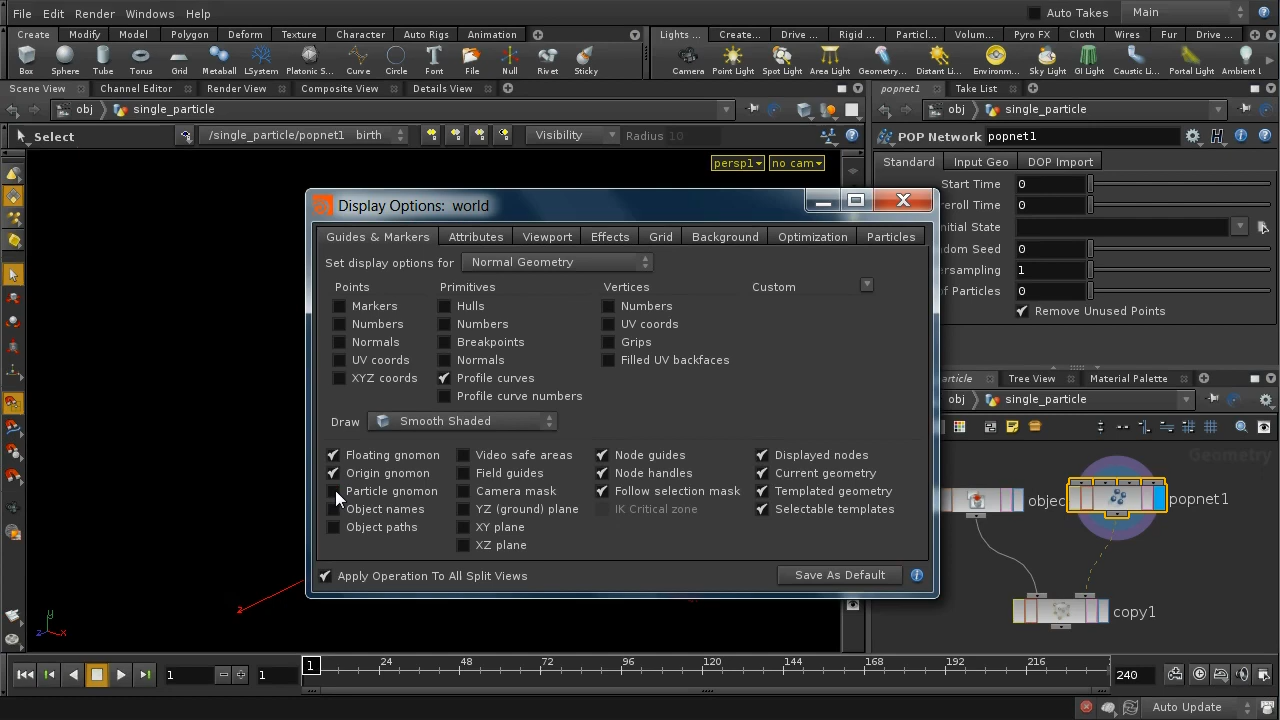 File Edit Render Windows Help Auto Takes Main
Create Modify Model Polygon Deform Texture Character Auto Rigs Animation Lights ... Create... Drive ... Rigid ... Particl... Volum... Pyro FX Cloth Wires Fur Drive ...
Box Sphere Tube Torus Grid Metaball LSystem Platonic S... Curve Circle Font File Null Rivet Sticky Camera Point Light Spot Light Area Light Geometry... Distant Li... Environm... Sky Light GI Light Caustic Li... Portal Light Ambient L
Scene View Channel Editor Render View Composite View Details View popnet1 Take List
obj single_particle obj single_particle
Select /single_particle/popnet1 birth Visibility Radius 10 POP Network popnet1
persp1 no cam Standard Input Geo DOP Import
Start Time 0
reroll Time 0
nitial State
ndom Seed 0
ersampling 1
of Particles 0
Remove Unused Points
Display Options: world
Guides & Markers Attributes Viewport Effects Grid Background Optimization Particles
Set display options for Normal Geometry
Points Primitives Vertices Custom
Markers Hulls Numbers
Numbers Numbers UV coords
Normals Breakpoints Grips
UV coords Normals Filled UV backfaces
XYZ coords Profile curves
Profile curve numbers
Draw Smooth Shaded
Floating gnomon Video safe areas Node guides Displayed nodes
Origin gnomon Field guides Node handles Current geometry
Particle gnomon Camera mask Follow selection mask Templated geometry
Object names YZ (ground) plane IK Critical zone Selectable templates
Object paths XY plane
XZ plane
Apply Operation To All Split Views Save As Default
article Tree View Material Palette
obj single_particle
Geometry
objec popnet1
copy1
z
y
z x
1 1 1 24 48 72 96 120 144 168 192 216 240
Auto Update